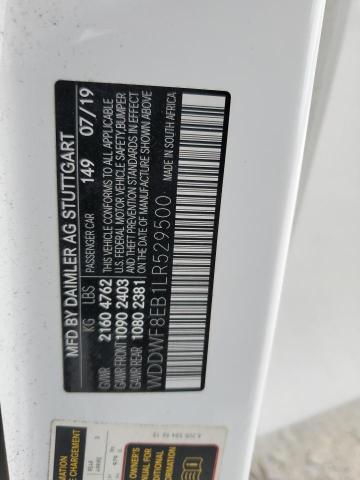 MFD BY DAIMLER AG STUTTGART
PASSENGER CAR 149 07/19
KG LBS
GVWR 2160 4762
GAWR FRONT 1090 2403
GAWR REAR 1080 2381
THIS VEHICLE CONFORMS TO ALL APPLICABLE
U.S. FEDERAL MOTOR VEHICLE SAFETY, BUMPER
AND THEFT PREVENTION STANDARDS IN EFFECT
ON THE DATE OF MANUFACTURE SHOWN ABOVE
WDDWF8EB1LR529500
MADE IN SOUTH AFRICA
OWNER'S